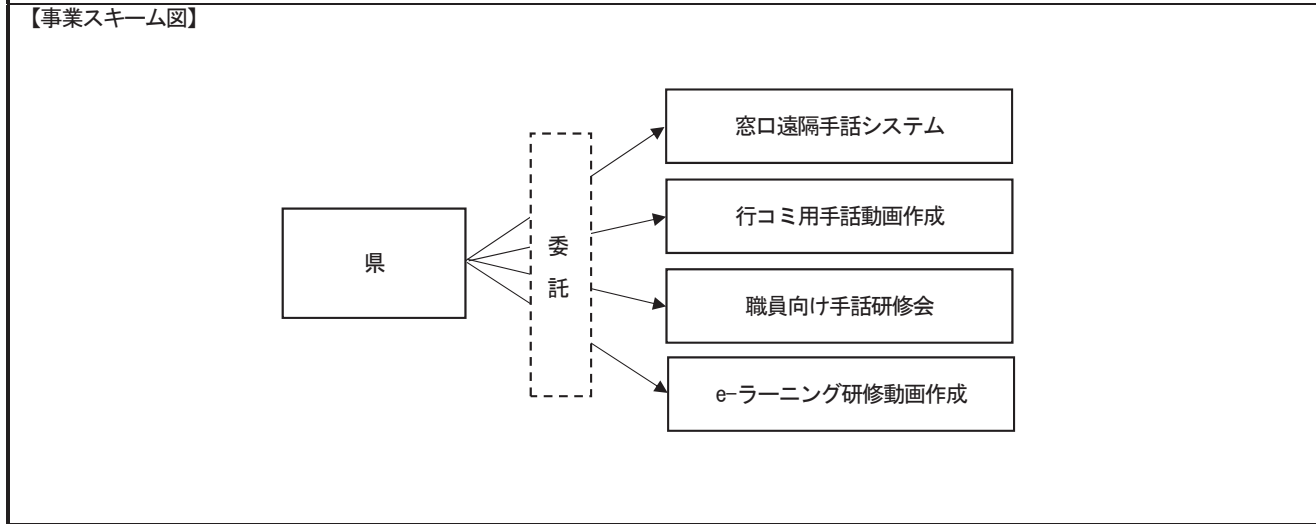 【事業スキーム図】
窓口遠隔手話システム
行コミ用手話動画作成
県
委
託
職員向け手話研修会
e-ラーニング研修動画作成